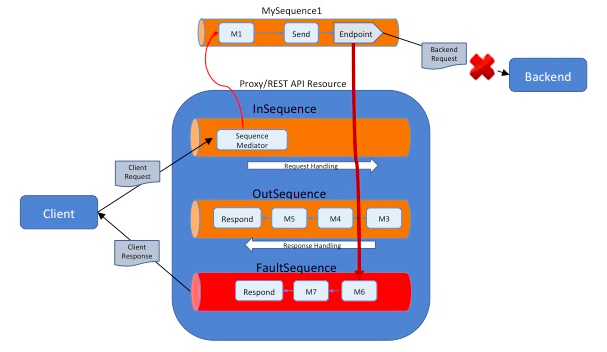 MySequence1
M1
Send
Endpoint
Backend
Request
Backend
Proxy/REST API Resource
InSequence
Sequence
Mediator
Client
Request
Request Handling
OutSequence
Client
Respond
M5
M4
M3
Response Handling
Client
Response
FaultSequence
Respond
M7
M6